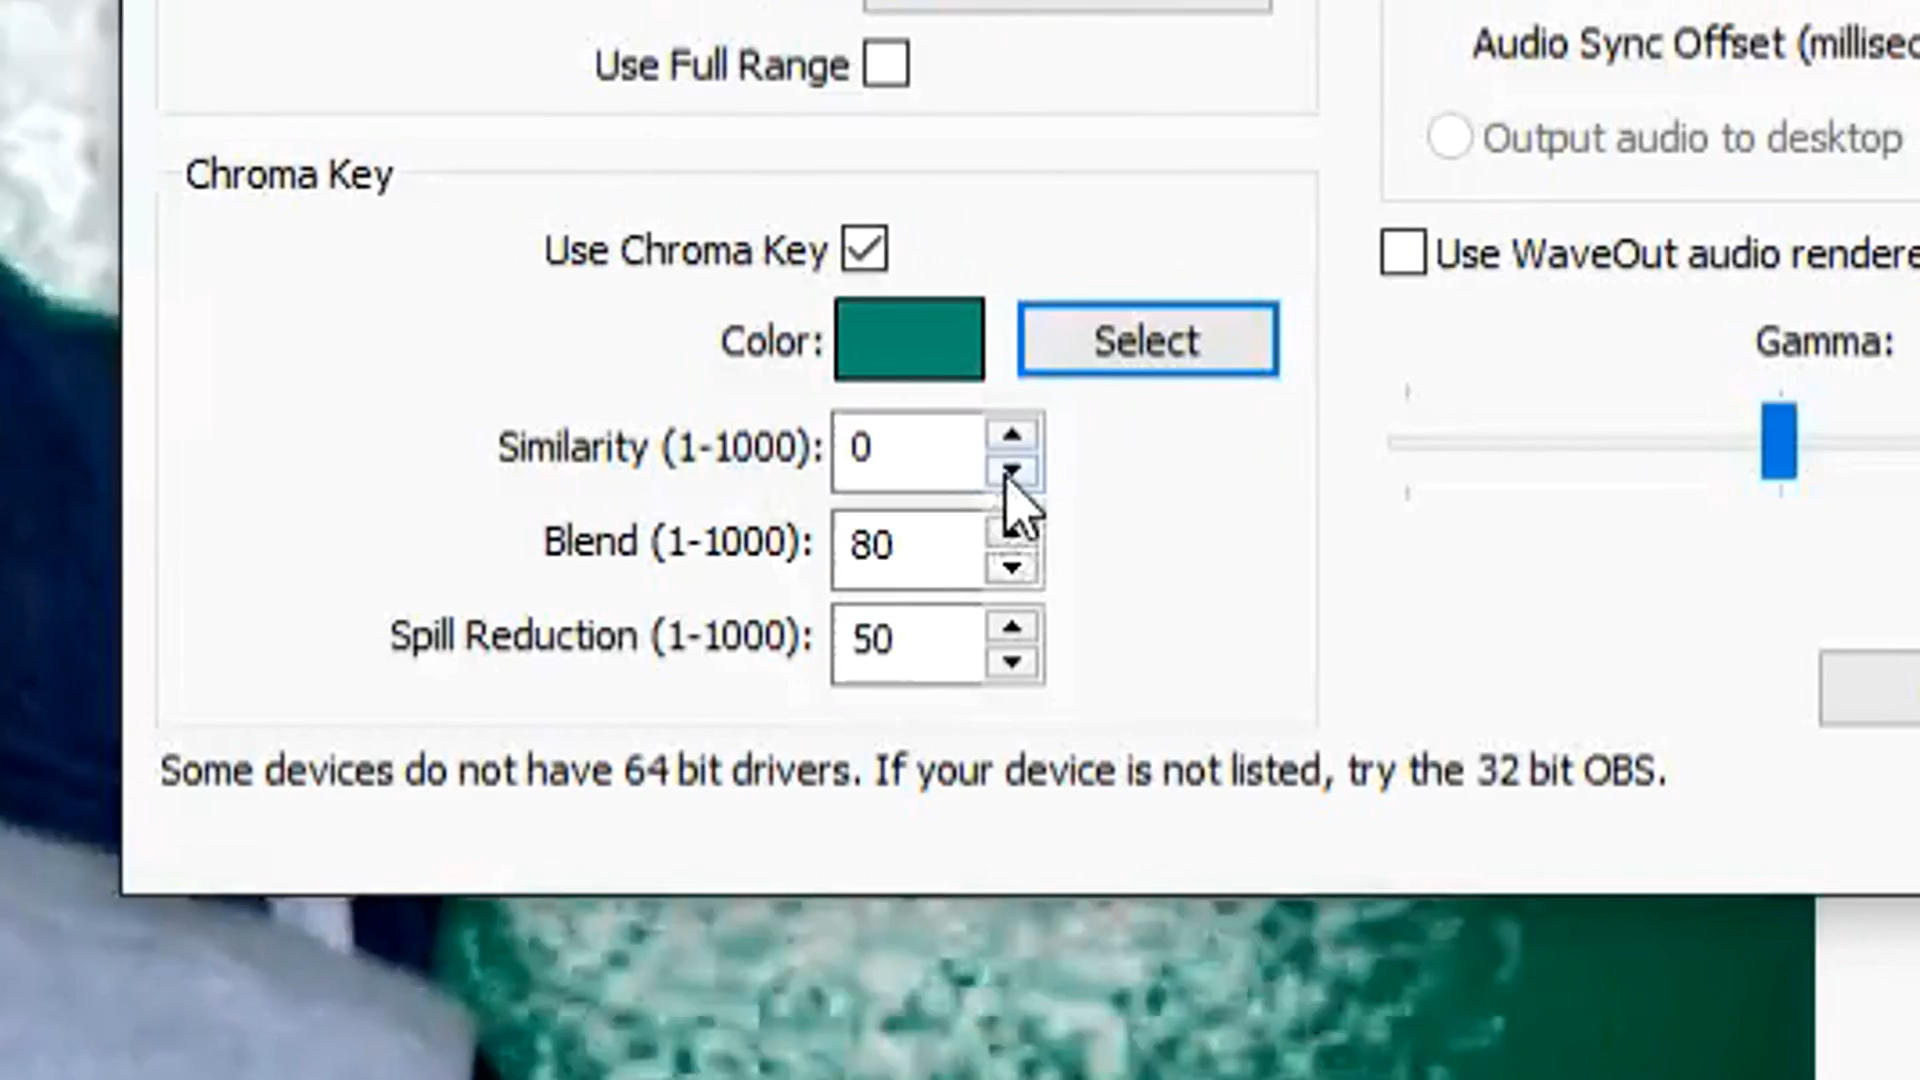 Use Full Range
Audio Sync Offset (millisec
Output audio to desktop
Chroma Key
Use Chroma Key
Use WaveOut audio rendere
Color:
Select
Gamma:
Similarity (1-1000):
0
Blend (1-1000):
80
Spill Reduction (1-1000):
50
Some devices do not have 64 bit drivers. If your device is not listed, try the 32 bit OBS.